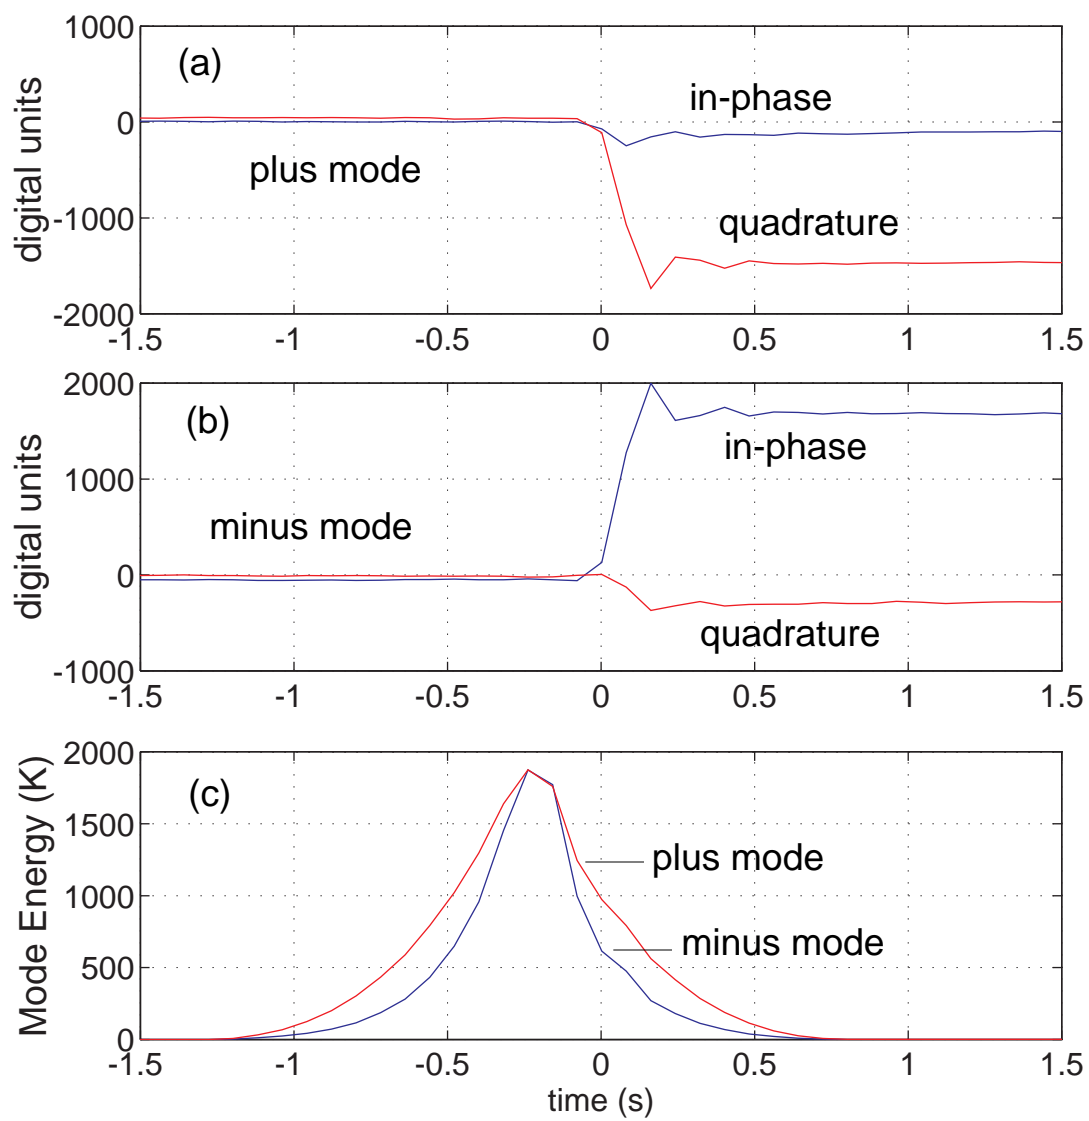 1000
(a)
in-phase
0
plus mode
digital units
-1000
quadrature
-2000
-1.5 -1 -0.5 0 0.5 1 1.5
2000
(b)
in-phase
1000
minus mode
digital units
0
quadrature
-1000
-1.5 -1 -0.5 0 0.5 1 1.5
2000
(c)
1500
plus mode
Mode Energy (K)
1000
minus mode
500
0
-1.5 -1 -0.5 0 0.5 1 1.5
time (s)